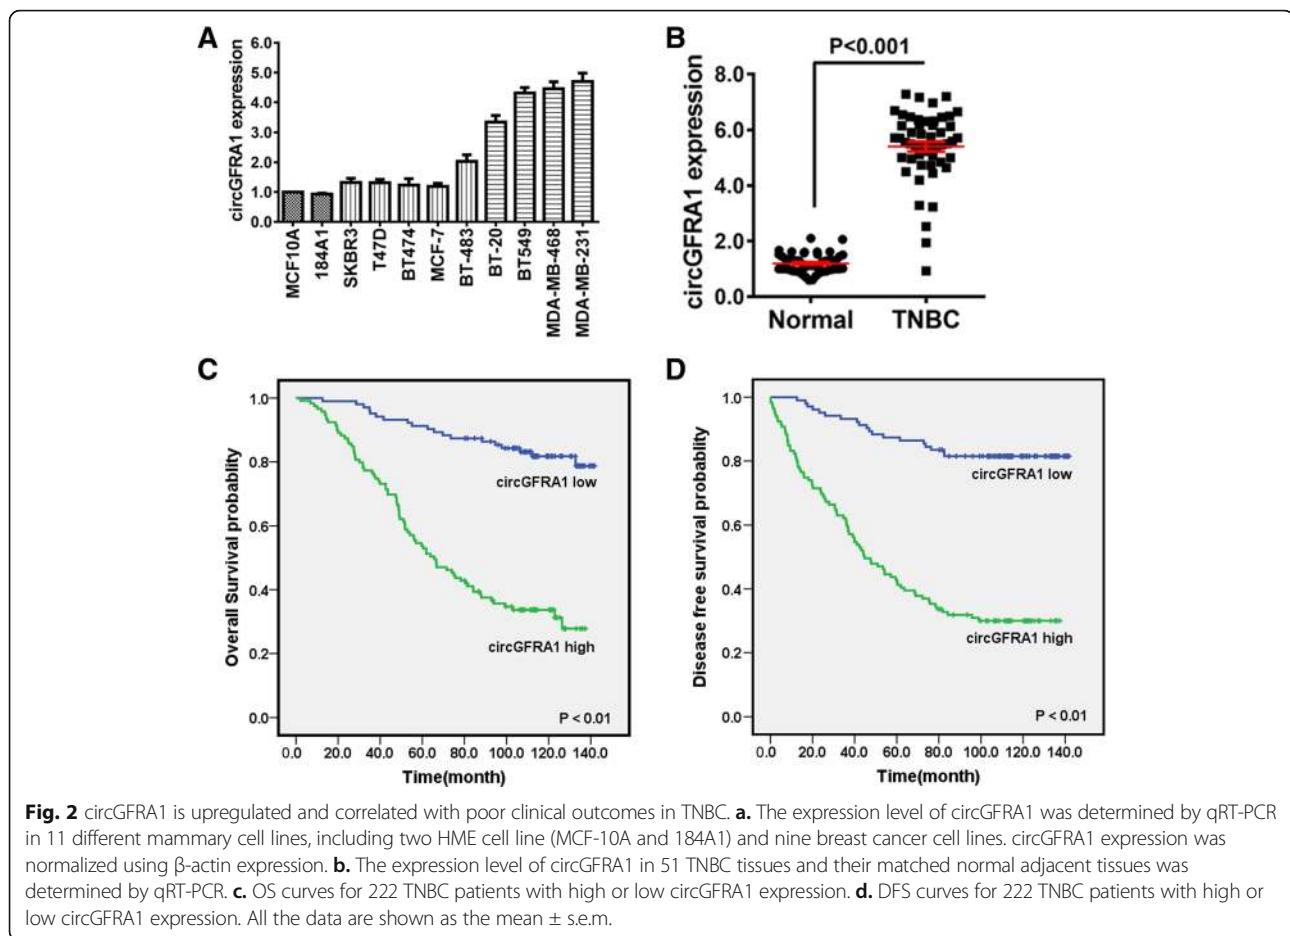 A
circGFRA1 expression
6.0
5.0
4.0
3.0
2.0
1.0
0.0
MCF10A
184A1
SKBR3
T47D
BT474
MCF-7
BT-483
BT-20
BT549
MDA-MB-468
MDA-MB-231
B
P<0.001
circGFRA1 expression
8.0
6.0
4.0
2.0
0.0
Normal
TNBC
C
Overall Survival probablity
1.0
0.8
0.6
0.4
0.2
0.0
circGFRA1 low
circGFRA1 high
P < 0.01
0.0 20.0 40.0 60.0 80.0 100.0 120.0 140.0
Time(month)
D
Disease free survival probablity
1.0
0.8
0.6
0.4
0.2
0.0
circGFRA1 low
circGFRA1 high
P < 0.01
0.0 20.0 40.0 60.0 80.0 100.0 120.0 140.0
Time(month)
Fig. 2 circGFRA1 is upregulated and correlated with poor clinical outcomes in TNBC. a. The expression level of circGFRA1 was determined by qRT-PCR
in 11 different mammary cell lines, including two HME cell line (MCF-10A and 184A1) and nine breast cancer cell lines. circGFRA1 expression was
normalized using β-actin expression. b. The expression level of circGFRA1 in 51 TNBC tissues and their matched normal adjacent tissues was
determined by qRT-PCR. c. OS curves for 222 TNBC patients with high or low circGFRA1 expression. d. DFS curves for 222 TNBC patients with high or
low circGFRA1 expression. All the data are shown as the mean ± s.e.m.